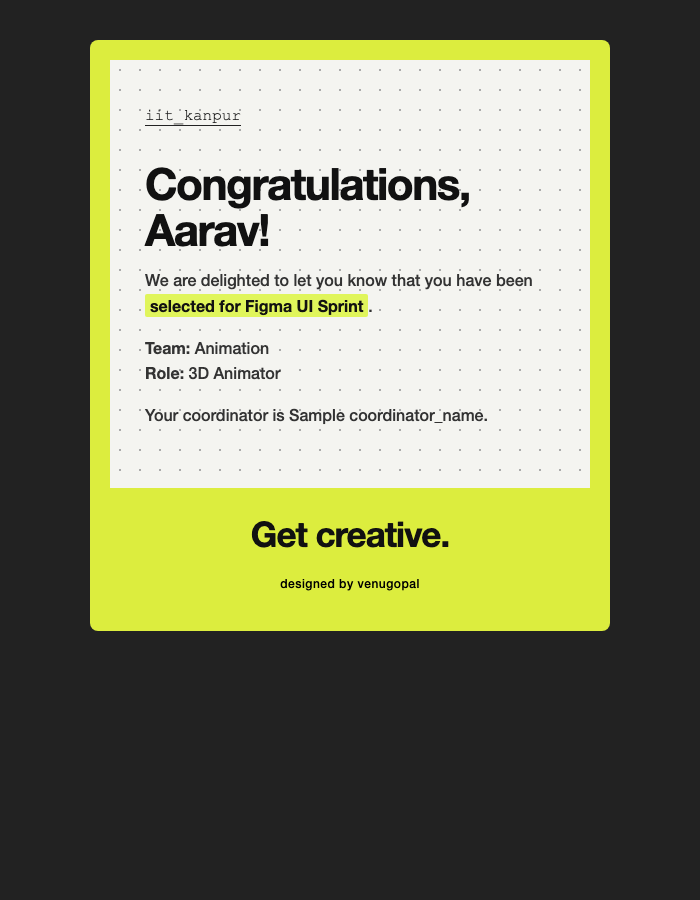 iit_kanpur
Congratulations,
Aarav!
We are delighted to let you know that you have been
selected for Figma UI Sprint.
Team: Animation
Role: 3D Animator
Your coordinator is Sample coordinator_name.
Get creative.
designed by venugopal